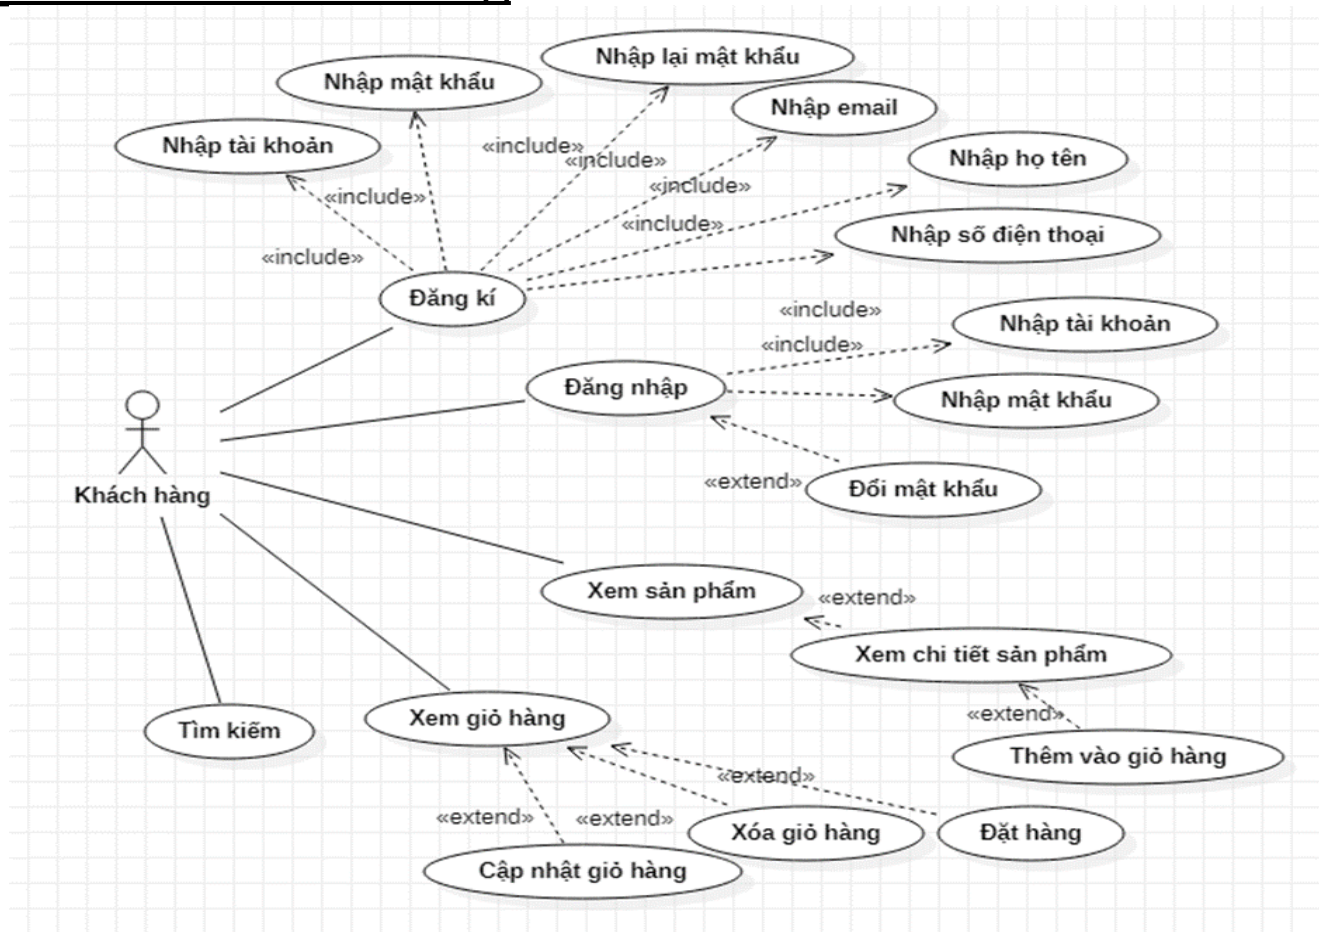 Nhập lại mật khẩu
Nhập mật khẩu
Nhập email
Nhập tài khoản
«include»
«include»
Nhập họ tên
«include»
«include»
«include»
Nhập số điện thoại
«include»
Đăng kí
«include»
Nhập tài khoản
«include»
Đăng nhập
Nhập mật khẩu
«extend»
Đổi mật khẩu
Khách hàng
Xem sản phẩm
«extend»
Xem chi tiết sản phẩm
«extend»
Xem giỏ hàng
Tìm kiếm
Thêm vào giỏ hàng
«extend»
«extend»
«extend»
Xóa giỏ hàng
Đặt hàng
Cập nhật giỏ hàng